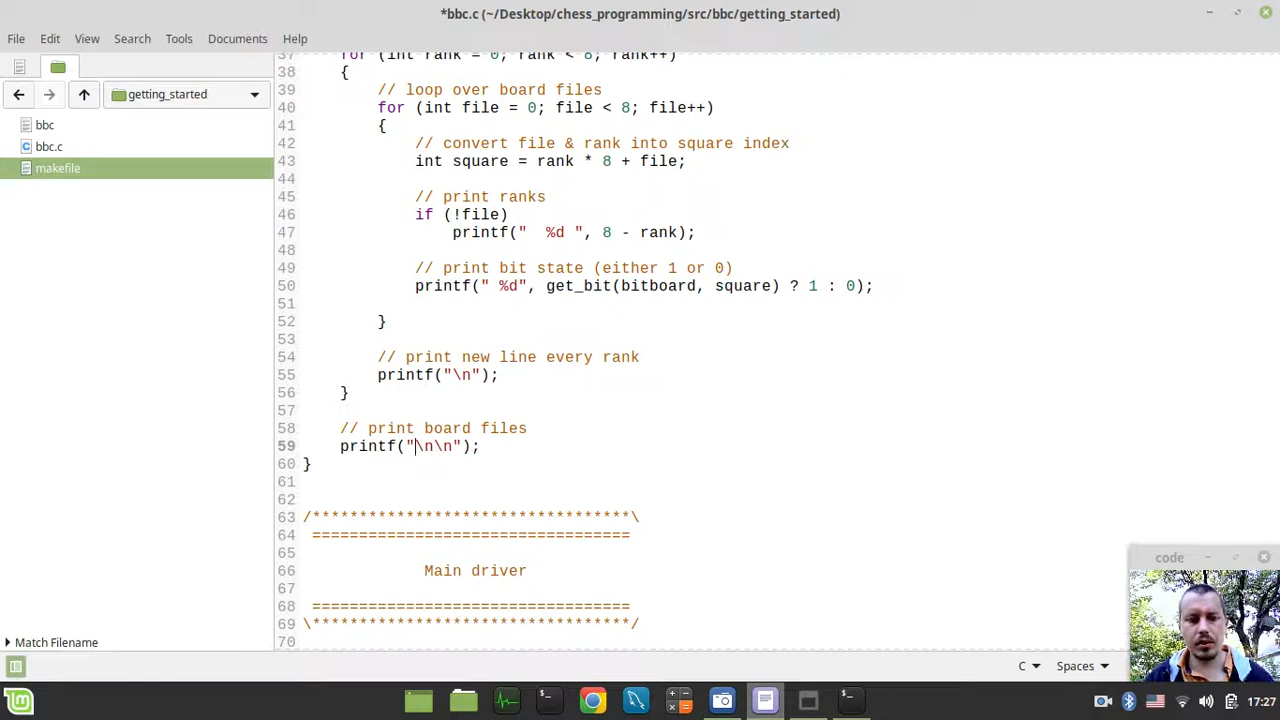 *bbc.c (~/Desktop/chess_programming/src/bbc/getting_started)
File Edit View Search Tools Documents Help
getting_started
bbc
bbc.c
makefile
37     for (int rank = 0; rank < 8; rank++)
38     {
39         // loop over board files
40         for (int file = 0; file < 8; file++)
41         {
42             // convert file & rank into square index
43             int square = rank * 8 + file;
44
45             // print ranks
46             if (!file)
47                 printf("  %d ", 8 - rank);
48
49             // print bit state (either 1 or 0)
50             printf(" %d", get_bit(bitboard, square) ? 1 : 0);
51
52         }
53
54         // print new line every rank
55         printf("\n");
56     }
57
58     // print board files
59     printf("\n\n");
60 }
61
62
63 /**********************************\
64  ==================================
65
66              Main driver
67
68  ==================================
69 \**********************************/
70
code
Match Filename
C Spaces
17:27